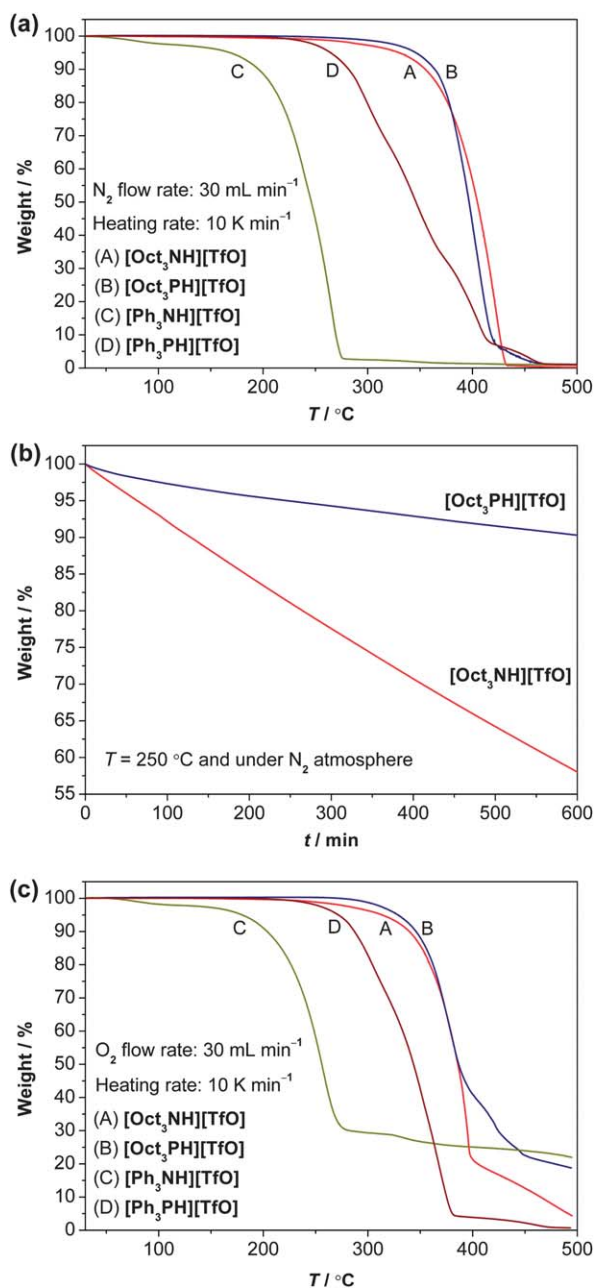 (a)
100
90
80
70
60
50
40
30
20
10
0
Weight / %
C
D
A
B
N₂ flow rate: 30 mL min⁻¹
Heating rate: 10 K min⁻¹
(A) [Oct₃NH][TfO]
(B) [Oct₃PH][TfO]
(C) [Ph₃NH][TfO]
(D) [Ph₃PH][TfO]
100 200 300 400 500
T / °C
(b)
100
95
90
85
80
75
70
65
60
55
Weight / %
[Oct₃PH][TfO]
[Oct₃NH][TfO]
T = 250 °C and under N₂ atmosphere
0 100 200 300 400 500 600
t / min
(c)
100
90
80
70
60
50
40
30
20
10
0
Weight / %
C
D
A
B
O₂ flow rate: 30 mL min⁻¹
Heating rate: 10 K min⁻¹
(A) [Oct₃NH][TfO]
(B) [Oct₃PH][TfO]
(C) [Ph₃NH][TfO]
(D) [Ph₃PH][TfO]
100 200 300 400 500
T / °C